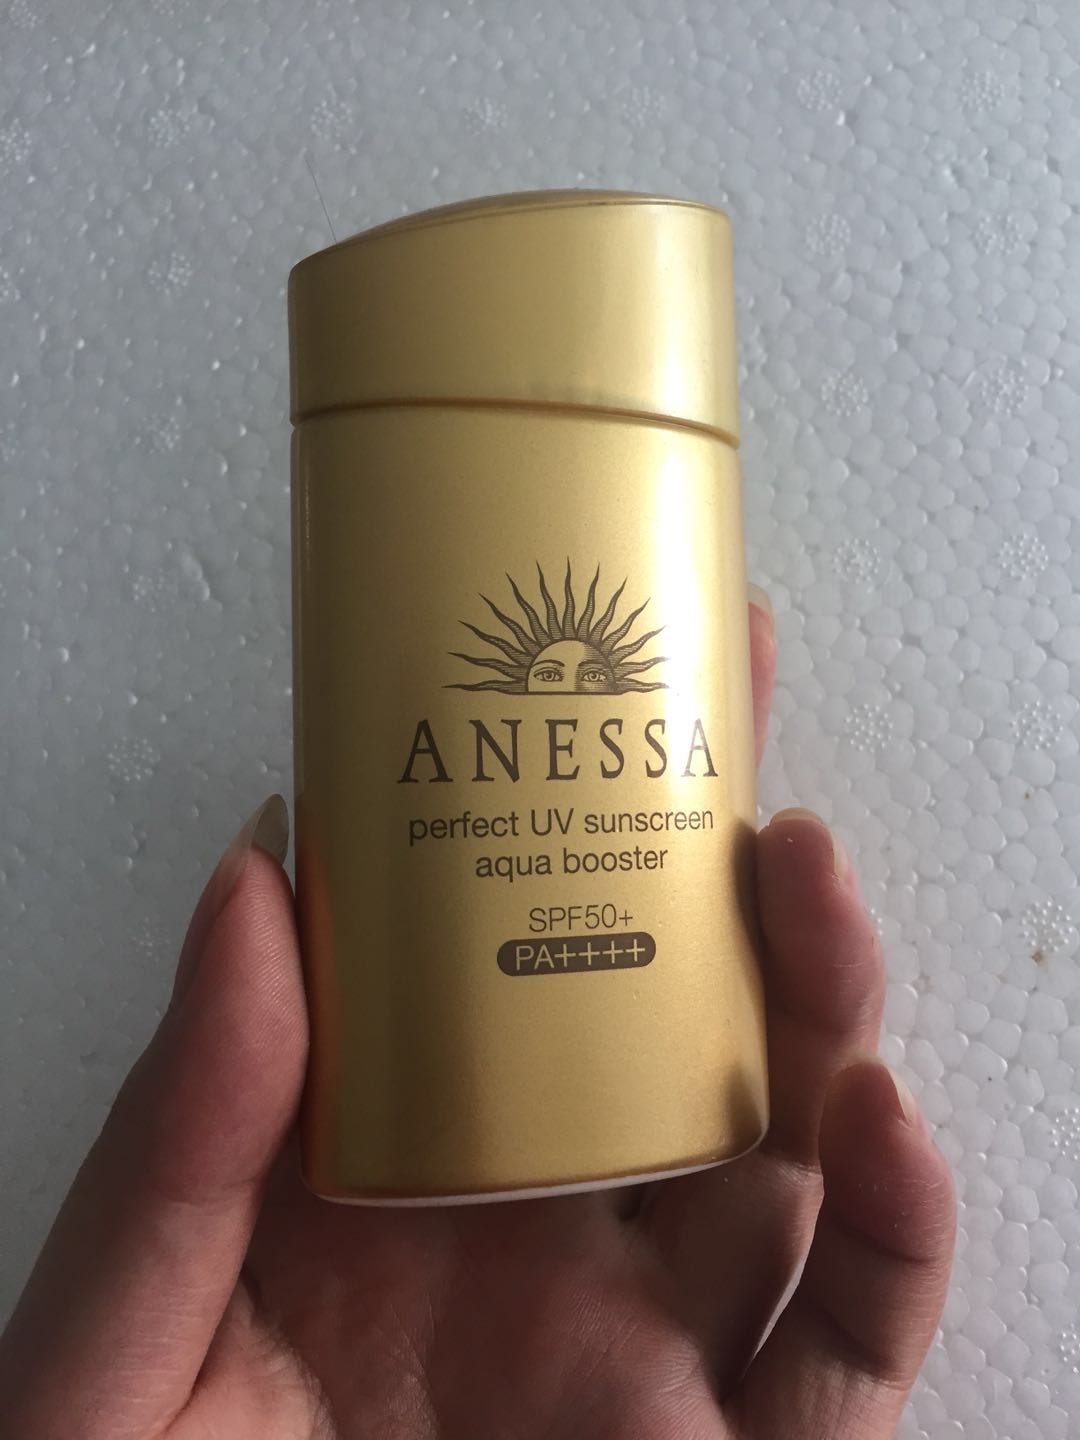 ANESSA
perfect UV sunscreen
aqua booster
SPF50+
PA++++